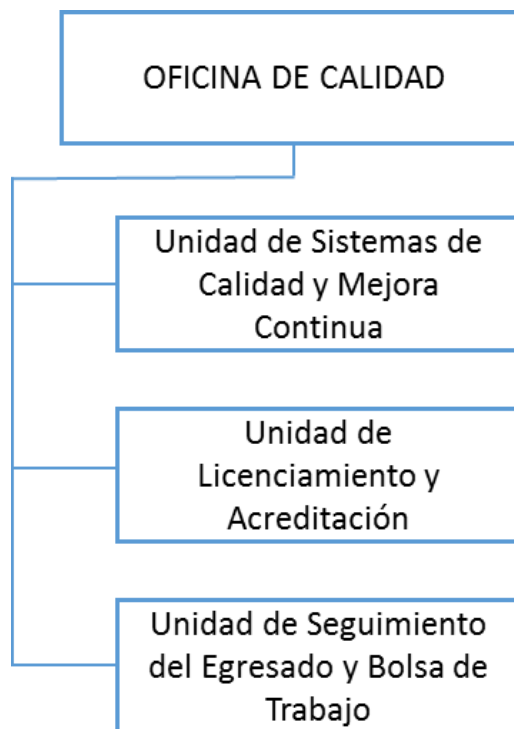 OFICINA DE CALIDAD
Unidad de Sistemas de
Calidad y Mejora
Continua
Unidad de
Licenciamiento y
Acreditación
Unidad de Seguimiento
del Egresado y Bolsa de
Trabajo